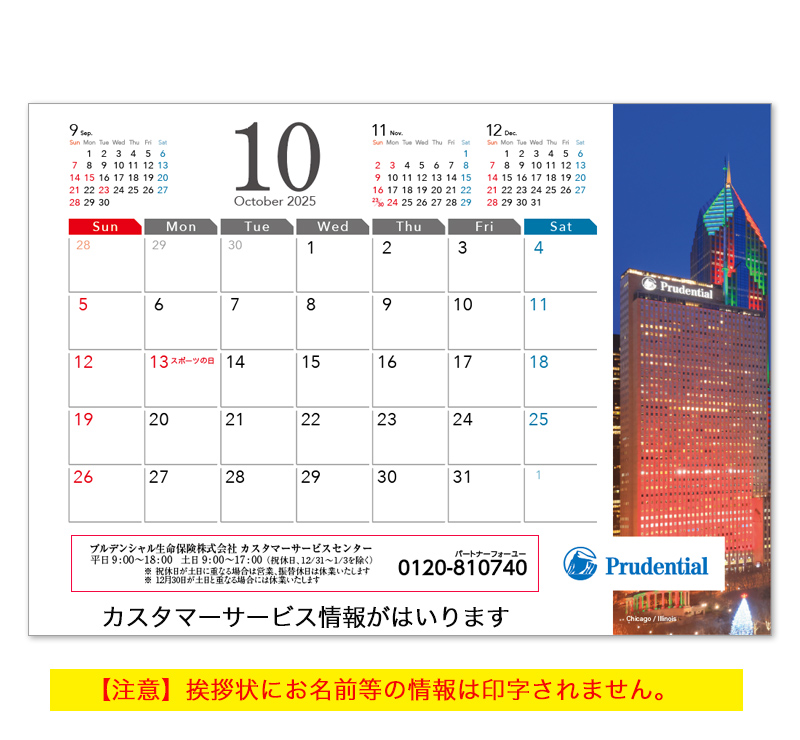 9 Sep.
Sun Mon Tue Wed Thu Fri Sat
1 2 3 4 5 6
7 8 9 10 11 12 13
14 15 16 17 18 19 20
21 22 23 24 25 26 27
28 29 30
10
October 2025
11 Nov.
Sun Mon Tue Wed Thu Fri Sat
1
2 3 4 5 6 7 8
9 10 11 12 13 14 15
16 17 18 19 20 21 22
23/30 24 25 26 27 28 29
12 Dec.
Sun Mon Tue Wed Thu Fri Sat
1 2 3 4 5 6
7 8 9 10 11 12 13
14 15 16 17 18 19 20
21 22 23 24 25 26 27
28 29 30 31
Sun Mon Tue Wed Thu Fri Sat
28 29 30 1 2 3 4
5 6 7 8 9 10 11
12 13 スポーツの日 14 15 16 17 18
19 20 21 22 23 24 25
26 27 28 29 30 31 1
Prudential
プルデンシャル生命保険株式会社 カスタマーサービスセンター
平日 9:00～18:00 土日 9:00～17:00（祝休日、12/31～1/3を除く）
※ 祝休日が土日に重なる場合は営業、振替休日は休業いたします
※ 12月30日が土日と重なる場合には休業いたします
パートナーフォーユー
0120-810740
Prudential
カスタマーサービス情報がはいります
Chicago / Illinois
【注意】挨拶状にお名前等の情報は印字されません。